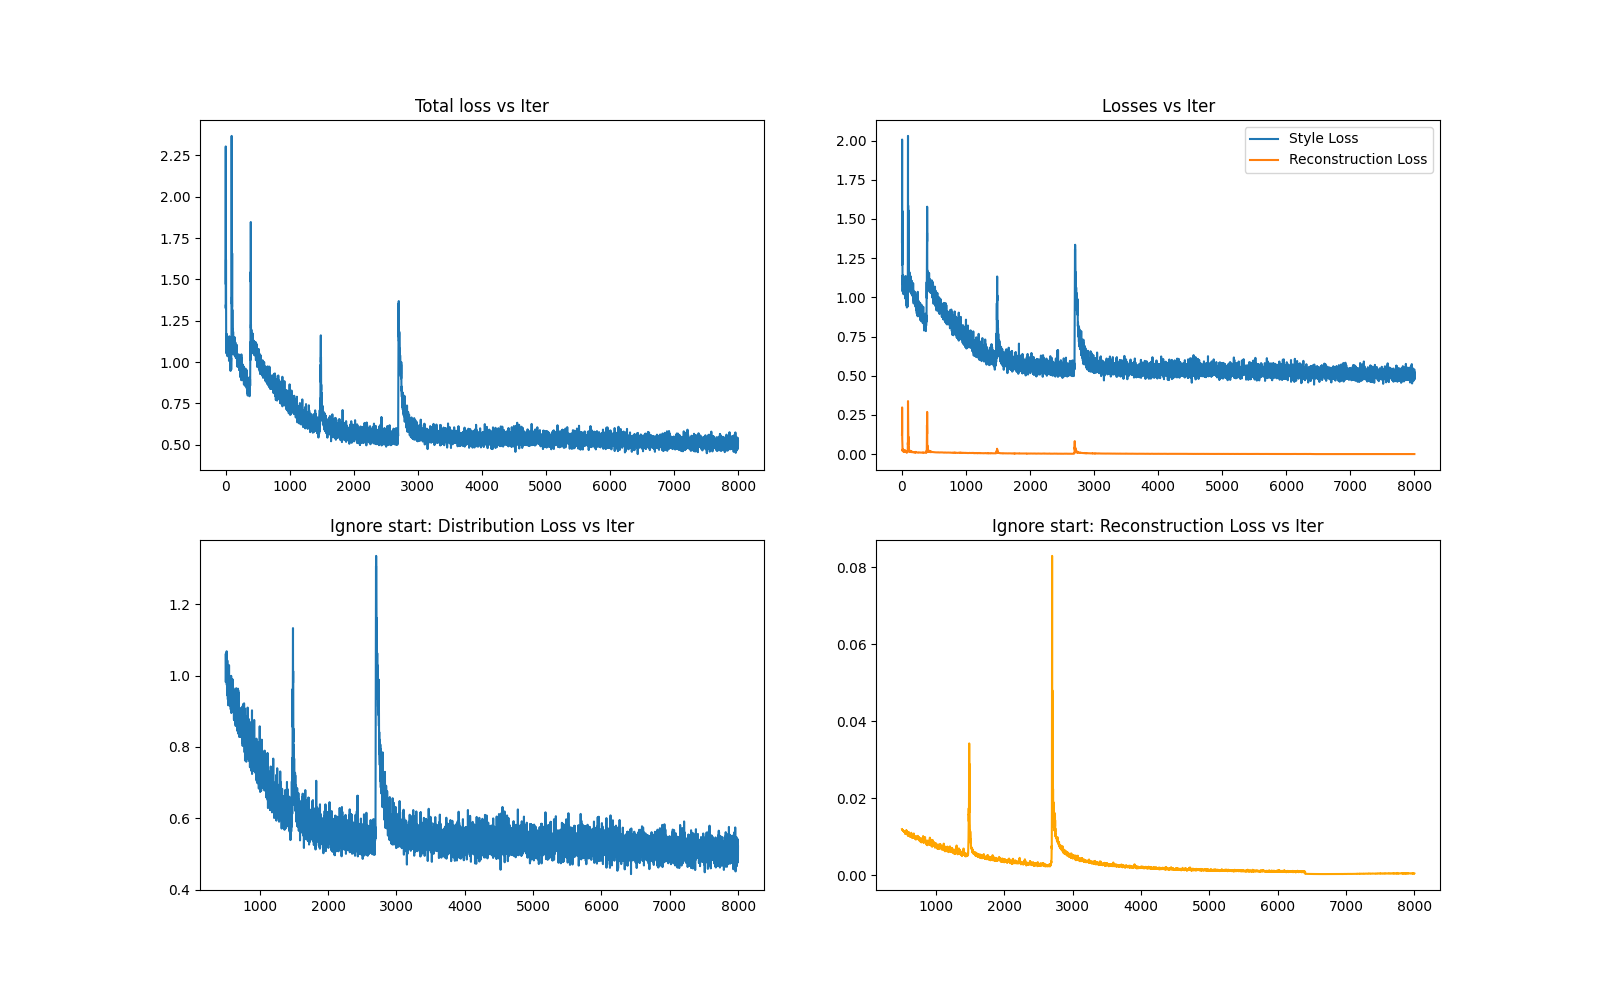 Total loss vs Iter
2.25
2.00
1.75
1.50
1.25
1.00
0.75
0.50
0 1000 2000 3000 4000 5000 6000 7000 8000
Losses vs Iter
Style Loss
Reconstruction Loss
2.00
1.75
1.50
1.25
1.00
0.75
0.50
0.25
0.00
0 1000 2000 3000 4000 5000 6000 7000 8000
Ignore start: Distribution Loss vs Iter
1.2
1.0
0.8
0.6
0.4
1000 2000 3000 4000 5000 6000 7000 8000
Ignore start: Reconstruction Loss vs Iter
0.08
0.06
0.04
0.02
0.00
1000 2000 3000 4000 5000 6000 7000 8000